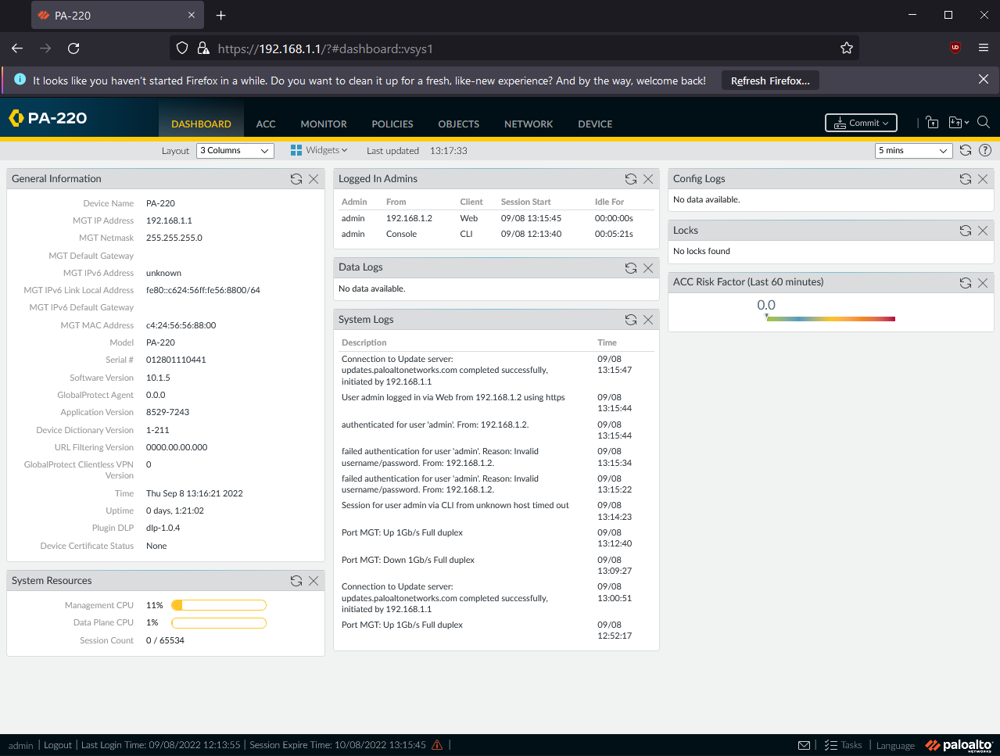 PA-220
https://192.168.1.1/?#dashboard::vsys1
It looks like you haven't started Firefox in a while. Do you want to clean it up for a fresh, like-new experience? And by the way, welcome back!
Refresh Firefox...
PA-220
DASHBOARD ACC MONITOR POLICIES OBJECTS NETWORK DEVICE
Commit
Layout 3 Columns Widgets Last updated 13:17:33
5 mins
General Information
Device Name PA-220
MGT IP Address 192.168.1.1
MGT Netmask 255.255.255.0
MGT Default Gateway
MGT IPv6 Address unknown
MGT IPv6 Link Local Address fe80::c624:56ff:fe56:8800/64
MGT IPv6 Default Gateway
MGT MAC Address c4:24:56:56:88:00
Model PA-220
Serial # 012801110441
Software Version 10.1.5
GlobalProtect Agent 0.0.0
Application Version 8529-7243
Device Dictionary Version 1-211
URL Filtering Version 0000.00.00.000
GlobalProtect Clientless VPN 0
Version
Time Thu Sep 8 13:16:21 2022
Uptime 0 days, 1:21:02
Plugin DLP dlp-1.0.4
Device Certificate Status None
System Resources
Management CPU 11%
Data Plane CPU 1%
Session Count 0 / 65534
Logged In Admins
Admin From Client Session Start Idle For
admin 192.168.1.2 Web 09/08 13:15:45 00:00:00s
admin Console CLI 09/08 12:13:40 00:05:21s
Data Logs
No data available.
System Logs
Description Time
Connection to Update server: 09/08
updates.paloaltonetworks.com completed successfully, 13:15:47
initiated by 192.168.1.1
User admin logged in via Web from 192.168.1.2 using https 09/08
13:15:44
authenticated for user 'admin'. From: 192.168.1.2. 09/08
13:15:44
failed authentication for user 'admin'. Reason: Invalid 09/08
username/password. From: 192.168.1.2. 13:15:34
failed authentication for user 'admin'. Reason: Invalid 09/08
username/password. From: 192.168.1.2. 13:15:22
Session for user admin via CLI from unknown host timed out 09/08
13:14:23
Port MGT: Up 1Gb/s Full duplex 09/08
13:12:40
Port MGT: Down 1Gb/s Full duplex 09/08
13:09:27
Connection to Update server: 09/08
updates.paloaltonetworks.com completed successfully, 13:00:51
initiated by 192.168.1.1
Port MGT: Up 1Gb/s Full duplex 09/08
12:52:17
Config Logs
No data available.
Locks
No locks found
ACC Risk Factor (Last 60 minutes)
0.0
admin | Logout | Last Login Time: 09/08/2022 12:13:55 | Session Expire Time: 10/08/2022 13:15:45 |
| Tasks | Language paloalto
NETWORKS